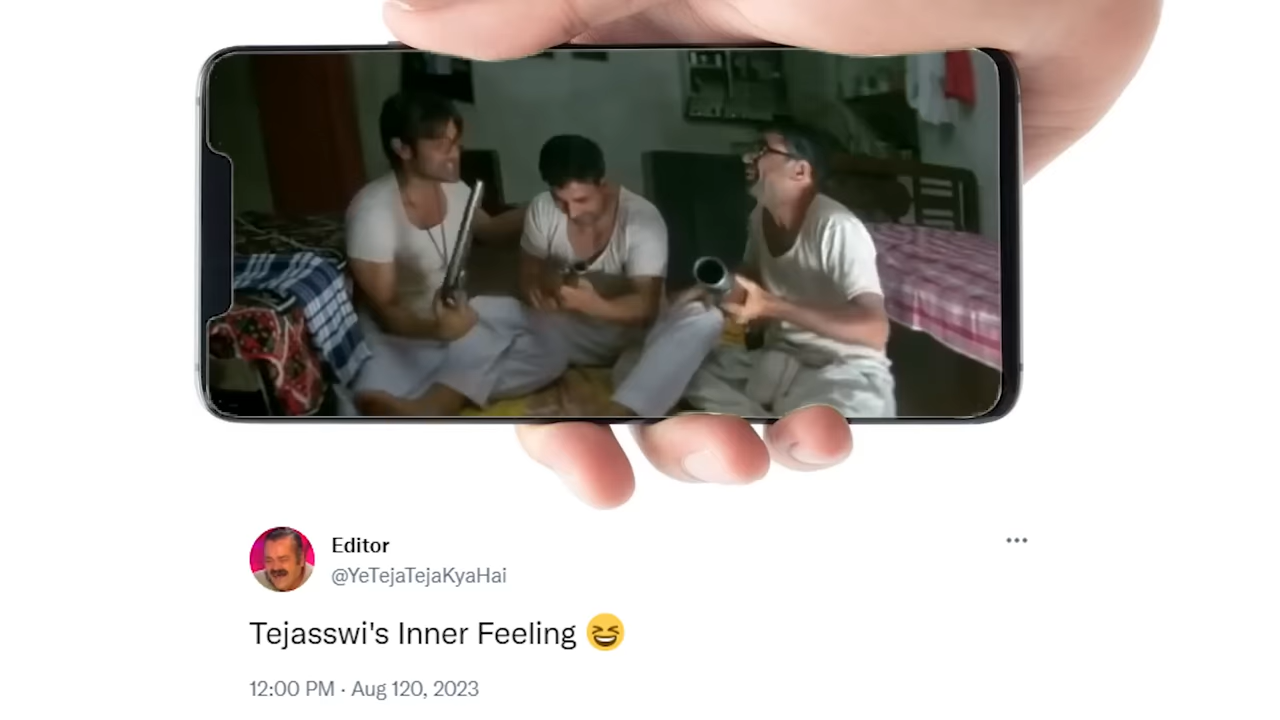 Editor
@YeTejaTejaKyaHai
Tejasswi's Inner Feeling 😆
12:00 PM · Aug 120, 2023